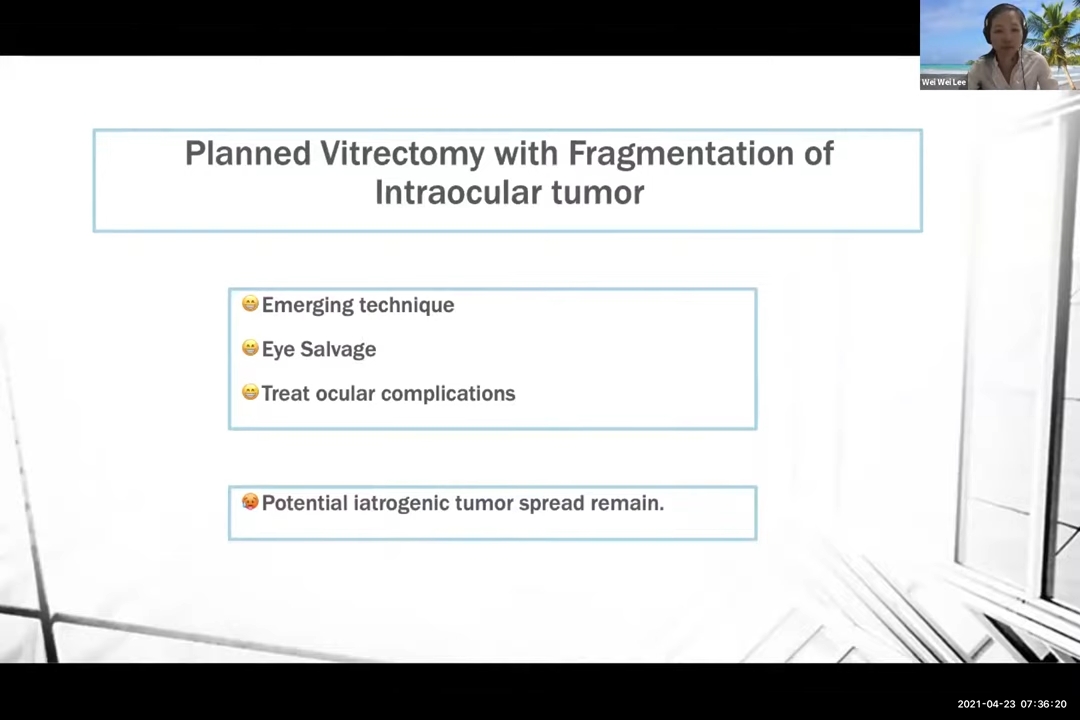 Wei Wei Lee
Planned Vitrectomy with Fragmentation of
Intraocular tumor
😁Emerging technique
😁Eye Salvage
😁Treat ocular complications
🥵Potential iatrogenic tumor spread remain.
2021-04-23 07:36:20